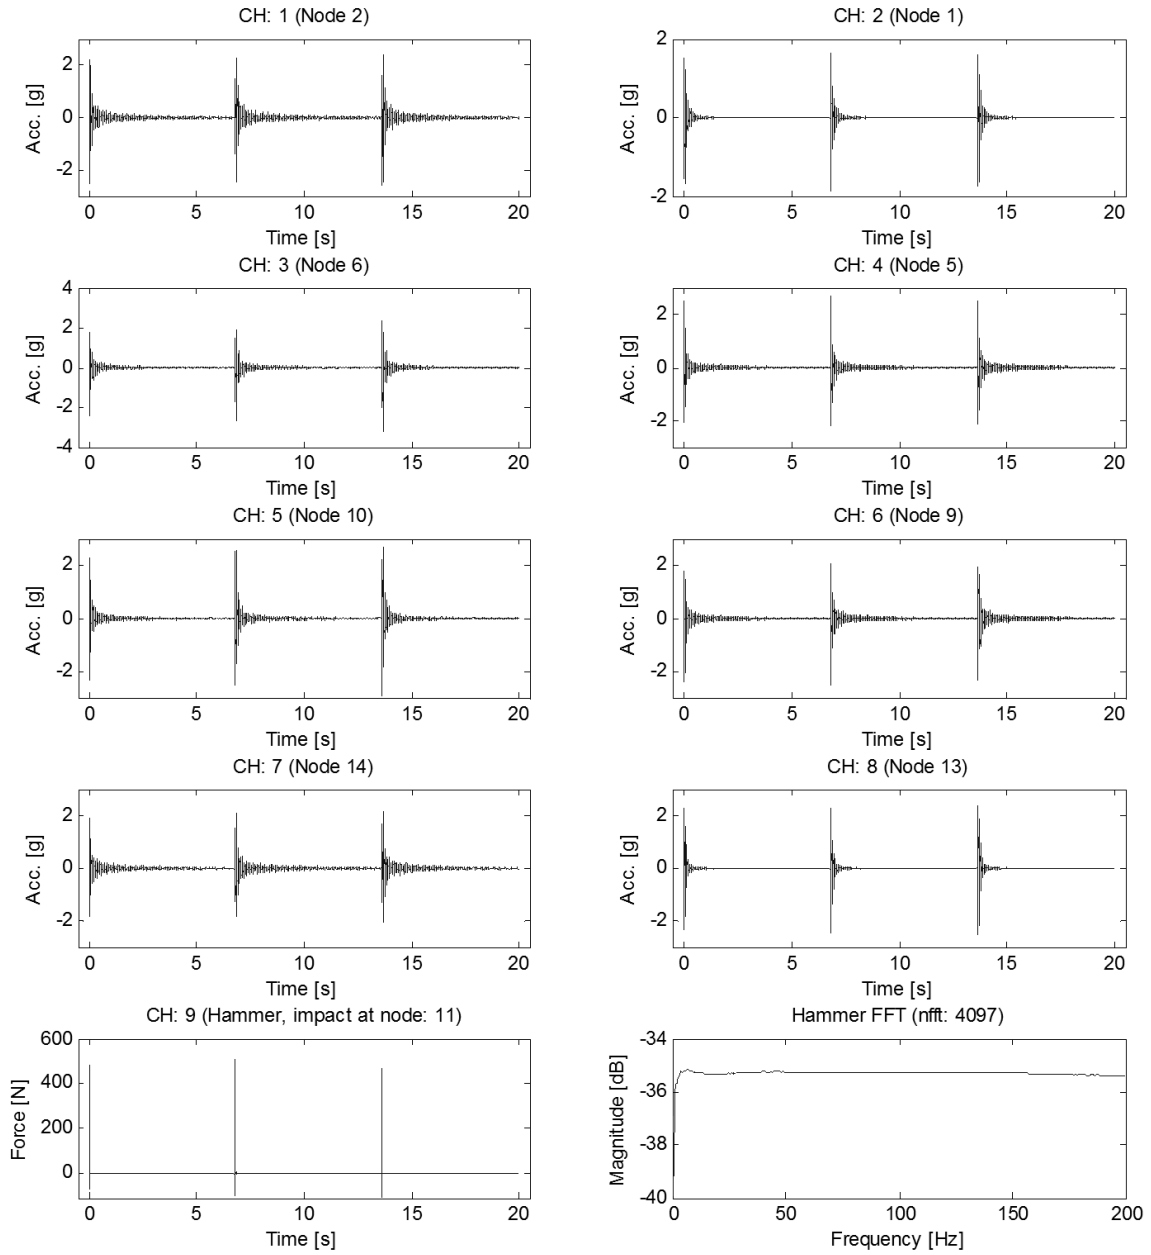 CH: 1 (Node 2)
Acc. [g]
2
0
-2
0 5 10 15 20
Time [s]
CH: 2 (Node 1)
Acc. [g]
2
1
0
-1
2
0 5 10 15 20
Time [s]
CH: 3 (Node 6)
Acc. [g]
4
2
0
-2
-4
0 5 10 15 20
Time [s]
CH: 4 (Node 5)
Acc. [g]
2
0
-2
0 5 10 15 20
Time [s]
CH: 5 (Node 10)
Acc. [g]
2
0
-2
0 5 10 15 20
Time [s]
CH: 6 (Node 9)
Acc. [g]
2
0
-2
0 5 10 15 20
Time [s]
CH: 7 (Node 14)
Acc. [g]
2
0
-2
0 5 10 15 20
Time [s]
CH: 8 (Node 13)
Acc. [g]
2
0
-2
0 5 10 15 20
Time [s]
CH: 9 (Hammer, impact at node: 11)
Force [N]
600
400
200
0
0 5 10 15 20
Time [s]
Hammer FFT (nfft: 4097)
Magnitude [dB]
-34
-36
-38
-40
0 50 100 150 200
Frequency [Hz]